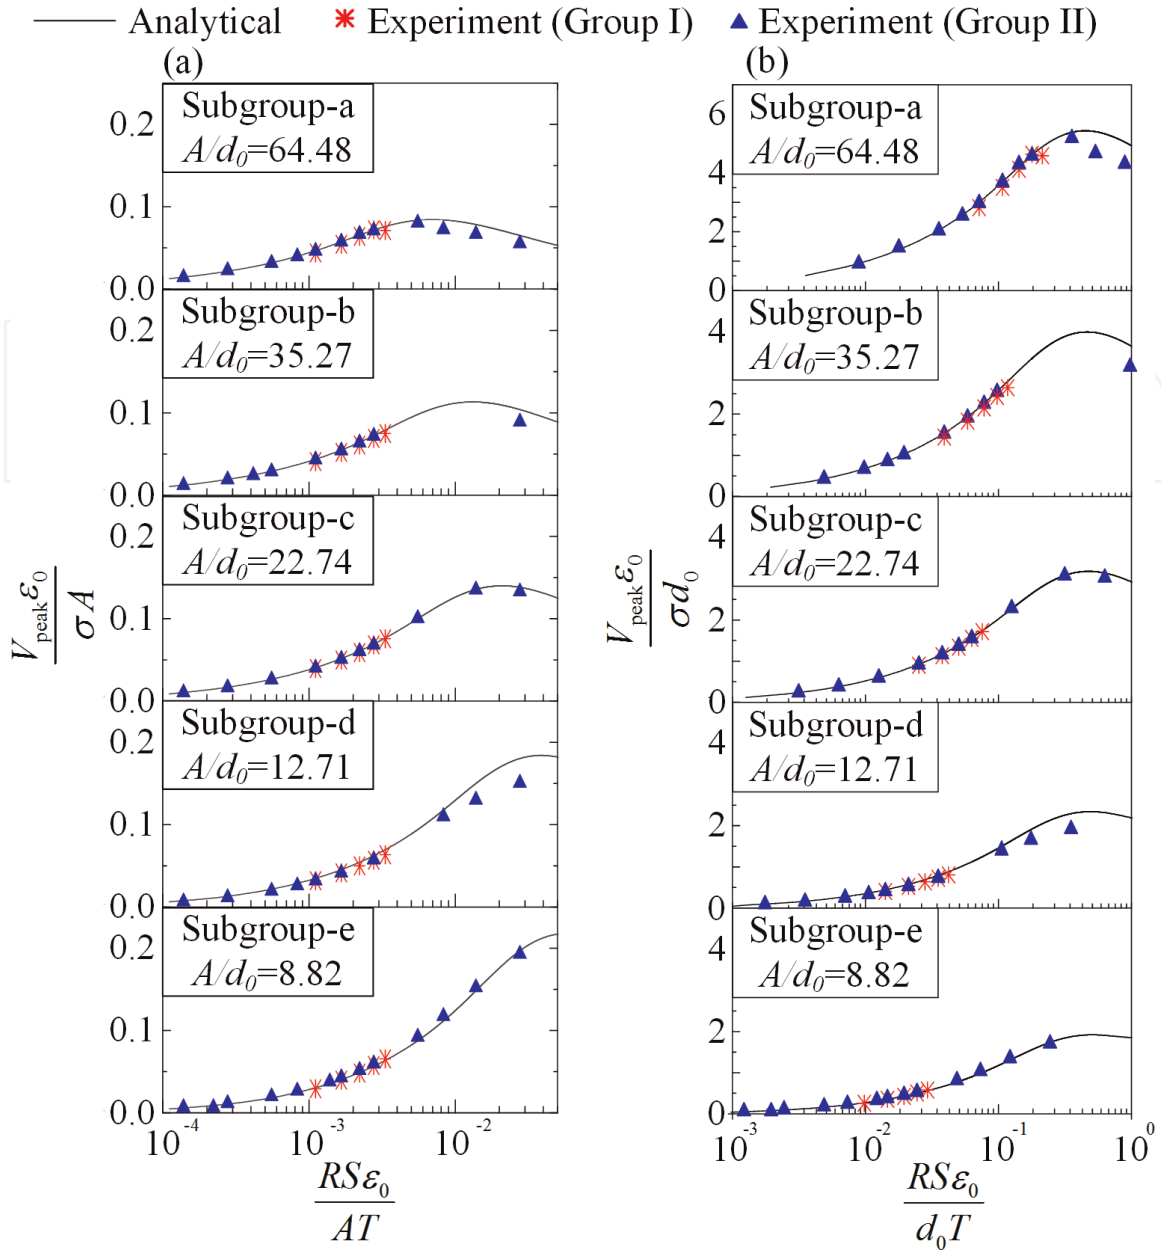 Analytical Experiment (Group I) Experiment (Group II)
(a)
Subgroup-a
A/d₀=64.48
0.2
0.1
0.0
Subgroup-b
A/d₀=35.27
0.2
0.1
0.0
Subgroup-c
A/d₀=22.74
0.2
0.1
0.0
Subgroup-d
A/d₀=12.71
0.2
0.1
0.0
Subgroup-e
A/d₀=8.82
0.2
0.1
0.0
V_peak ε₀
σA
10⁻⁴ 10⁻³ 10⁻²
RSε₀
AT
(b)
Subgroup-a
A/d₀=64.48
6
4
2
0
Subgroup-b
A/d₀=35.27
4
2
0
Subgroup-c
A/d₀=22.74
4
2
0
Subgroup-d
A/d₀=12.71
4
2
0
Subgroup-e
A/d₀=8.82
4
2
0
V_peak ε₀
σd₀
10⁻³ 10⁻² 10⁻¹ 10⁰
RSε₀
d₀T